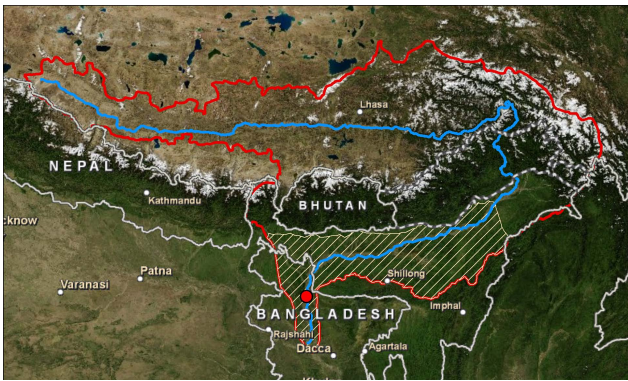 Lhasa
NEPAL
Kathmandu
BHUTAN
cknow
Patna
Varanasi
Shillong
BANGLADESH
Imphal
Rajshahi
Dacca
Agartala